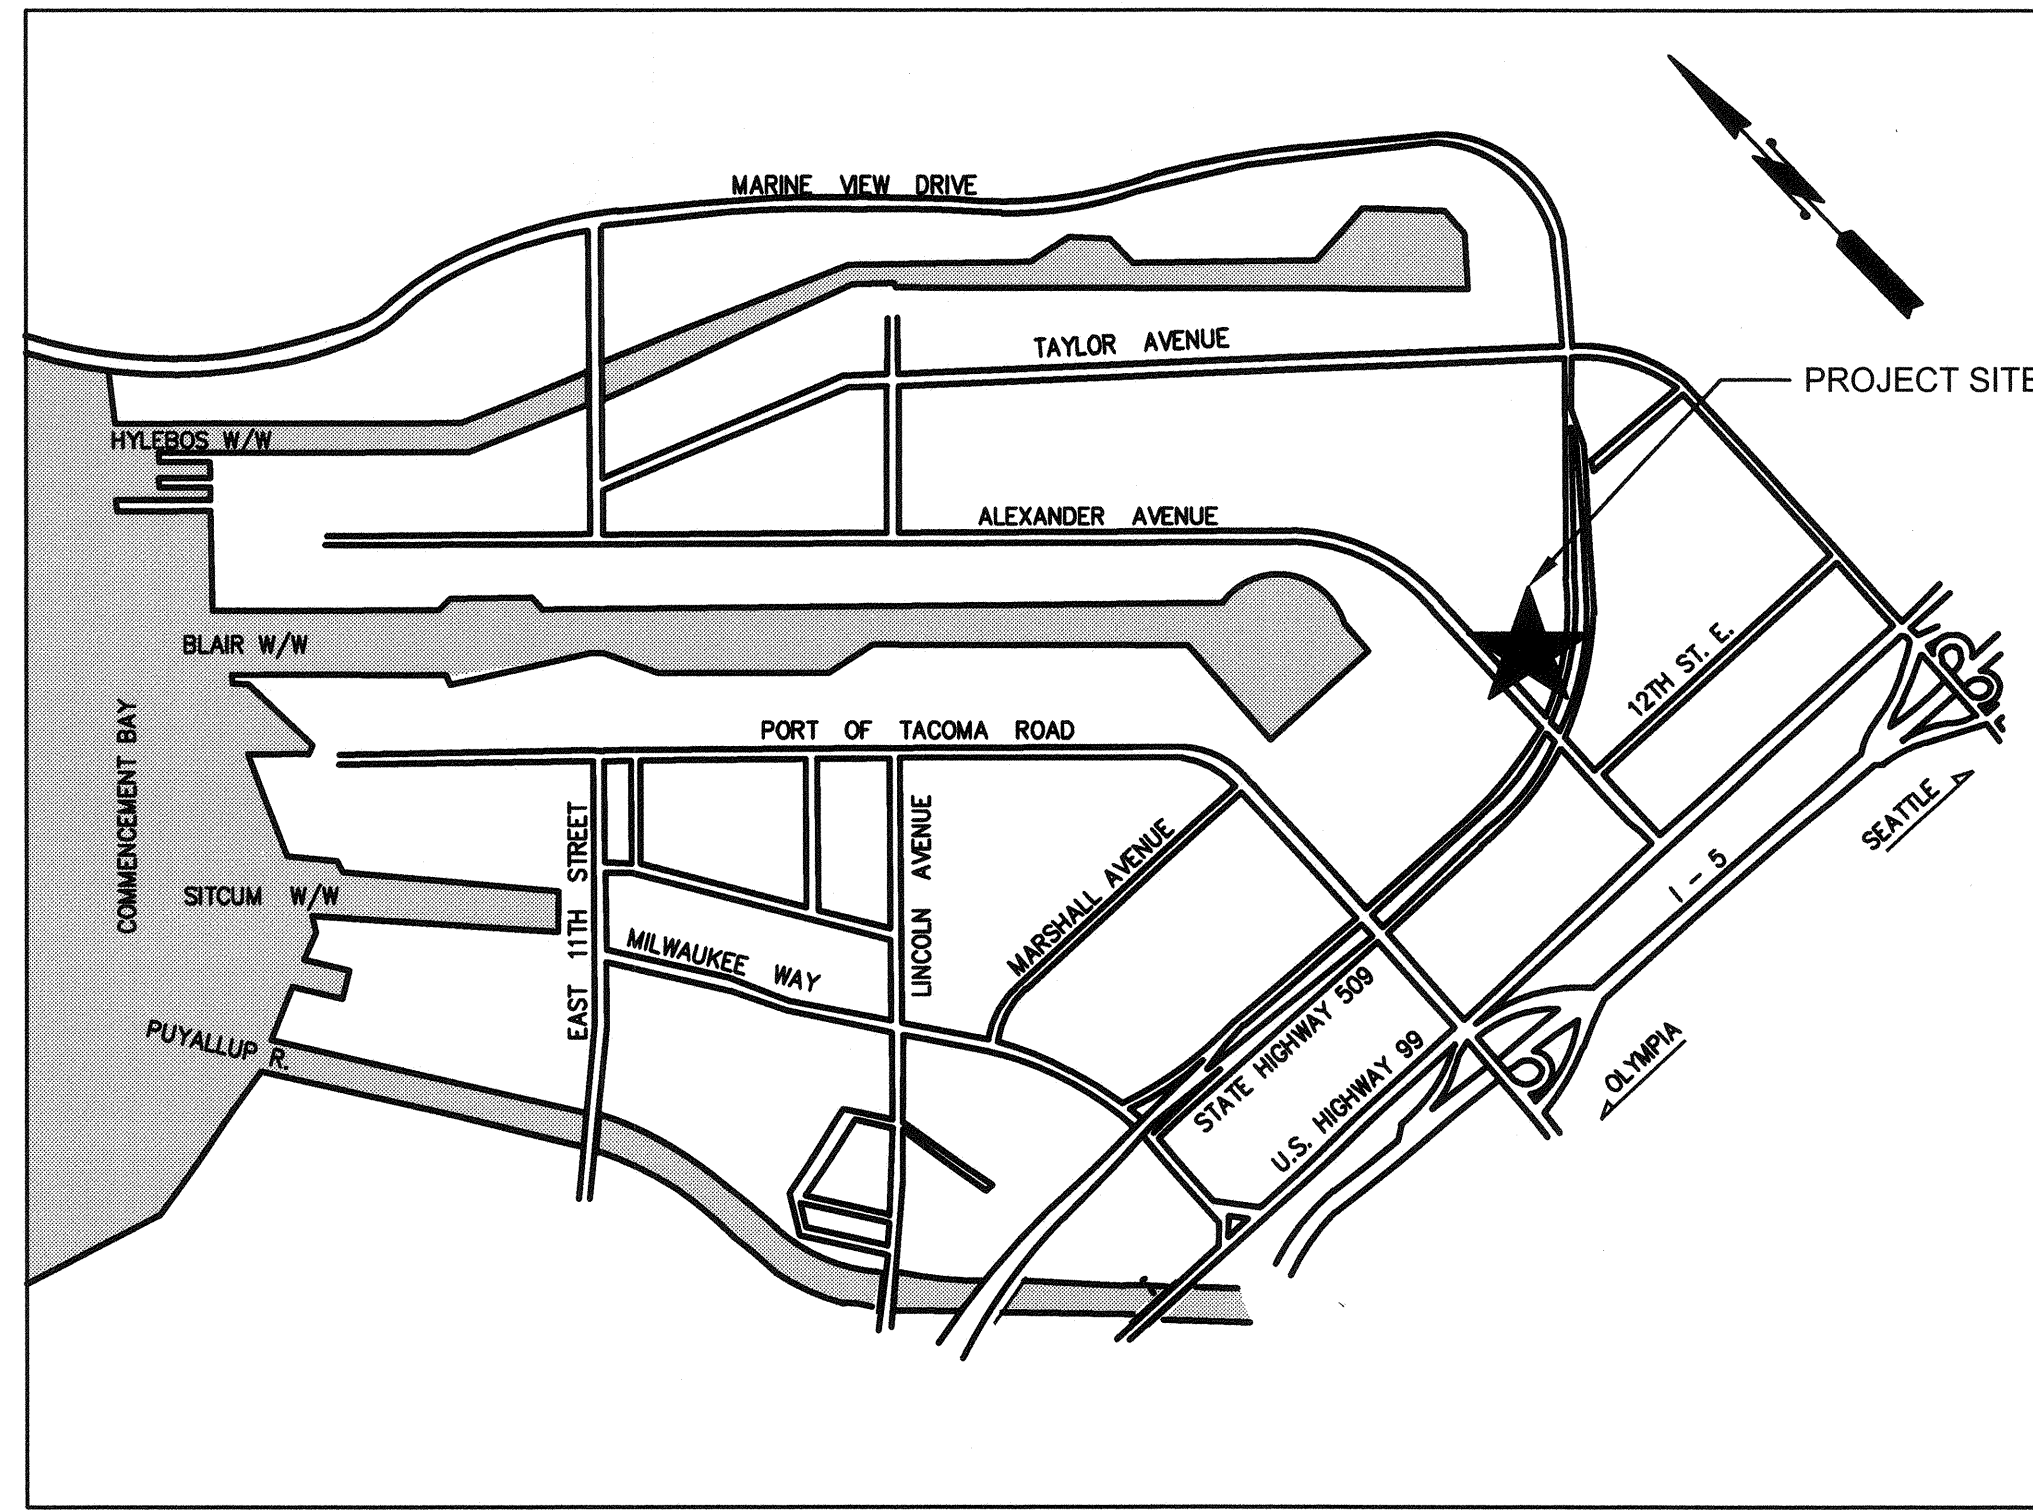 MARINE VIEW DRIVE
TAYLOR AVENUE
PROJECT SITE
HYLEBOS W/W
ALEXANDER AVENUE
BLAIR W/W
12TH ST. E.
COMMENCEMENT BAY
PORT OF TACOMA ROAD
SEATTLE
EAST 11TH STREET
LINCOLN AVENUE
MARSHALL AVENUE
I - 5
SITCUM W/W
MILWAUKEE WAY
STATE HIGHWAY 509
PUYALLUP R.
U.S. HIGHWAY 99
OLYMPIA